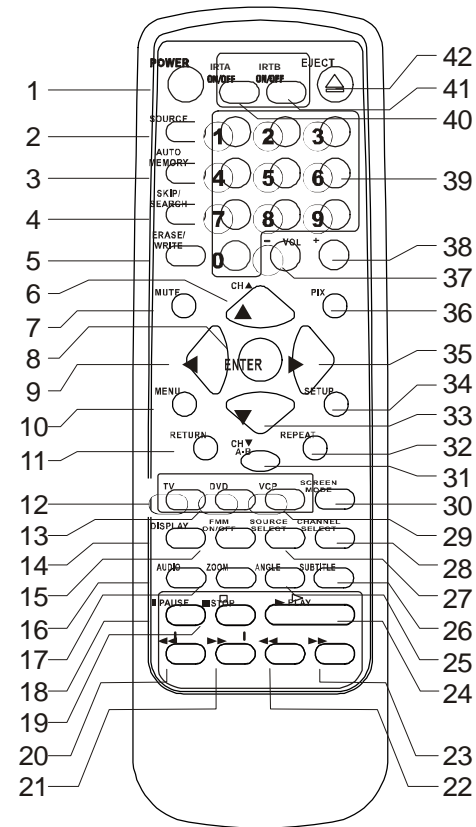 POWER IRTA ON/OFF IRTB ON/OFF EJECT
SOURCE
1 2 3
AUTO MEMORY
4 5 6
SKIP/ SEARCH
7 8 9
ERASE/ WRITE
0 - VOL +
CH▲
MUTE PIX
▲
◀ ENTER ▶
MENU SETUP
▼
RETURN CH▼ A•B REPEAT
TV DVD VCP SCREEN MODE
DISPLAY FMM ON/OFF SOURCE SELECT CHANNEL SELECT
AUDIO ZOOM ANGLE SUBTITLE
PAUSE STOP PLAY
1
2
3
4
5
6
7
8
9
10
11
12
13
14
15
16
17
18
19
20
21
42
41
40
39
38
37
36
35
34
33
32
31
30
29
28
27
26
25
24
23
22